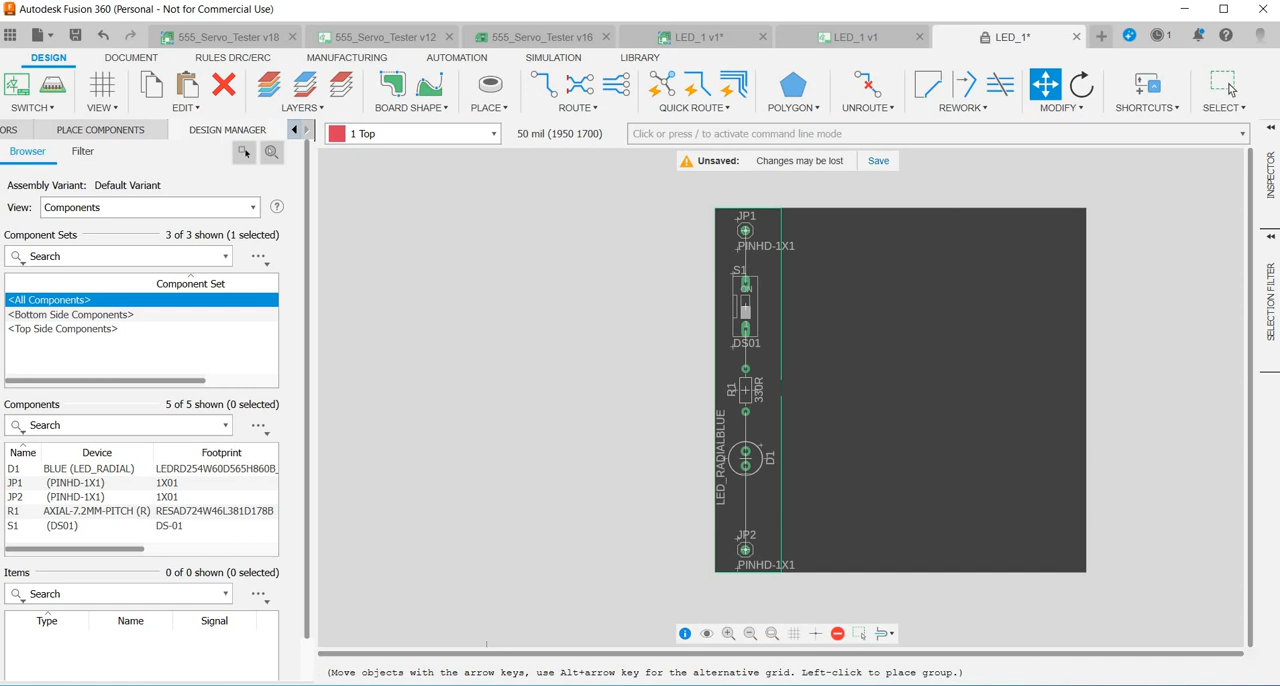 Autodesk Fusion 360 (Personal - Not for Commercial Use)
555_Servo_Tester v18
555_Servo_Tester v12
555_Servo_Tester v16
LED_1 v1*
LED_1 v1
LED_1*
1
DESIGN
DOCUMENT
RULES DRC/ERC
MANUFACTURING
AUTOMATION
SIMULATION
LIBRARY
SWITCH
VIEW
EDIT
LAYERS
BOARD SHAPE
PLACE
ROUTE
QUICK ROUTE
POLYGON
UNROUTE
REWORK
MODIFY
SHORTCUTS
SELECT
ORS
PLACE COMPONENTS
DESIGN MANAGER
1 Top
50 mil (1950 1700)
Click or press / to activate command line mode
Browser
Filter
Unsaved:
Changes may be lost
Save
Assembly Variant: Default Variant
View:
Components
Component Sets
3 of 3 shown (1 selected)
Search
Component Set
<All Components>
<Bottom Side Components>
<Top Side Components>
Components
5 of 5 shown (0 selected)
Search
Name
Device
Footprint
D1
BLUE (LED_RADIAL)
LEDRD254W60D565H860B_
JP1
(PINHD-1X1)
1X01
JP2
(PINHD-1X1)
1X01
R1
AXIAL-7.2MM-PITCH (R)
RESAD724W46L381D178B
S1
(DS01)
DS-01
Items
0 of 0 shown (0 selected)
Search
Type
Name
Signal
JP1
PINHD-1X1
S1
ON
DS01
R1
330R
LED_RADIALBLUE
D1
JP2
PINHD-1X1
INSPECTOR
SELECTION FILTER
(Move objects with the arrow keys, use Alt+arrow key for the alternative grid. Left-click to place group.)